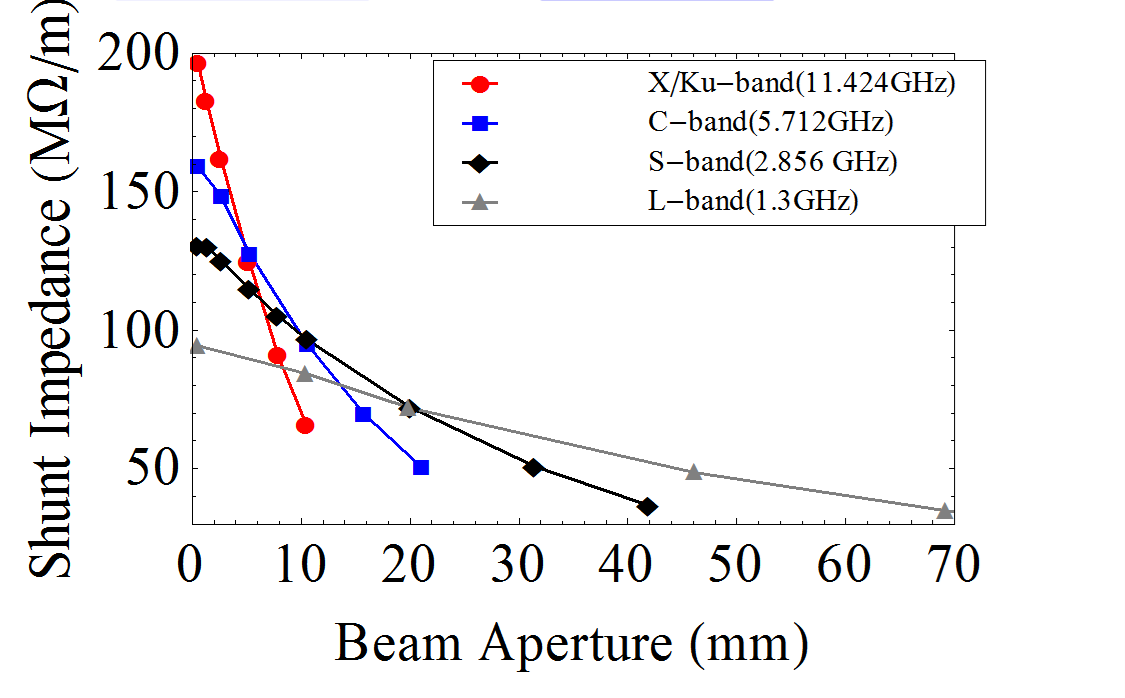 Shunt Impedance (MΩ/m)
200
150
100
50
X/Ku−band(11.424GHz)
C−band(5.712GHz)
S−band(2.856 GHz)
L−band(1.3GHz)
0 10 20 30 40 50 60 70
Beam Aperture (mm)